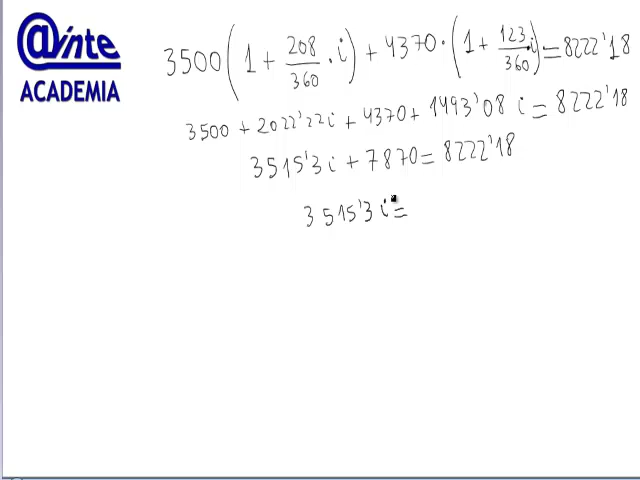 @inte
ACADEMIA
3500 (1 + 208/360 · i) + 4370 · (1 + 123/360 · i) = 8222'18
3500 + 2022'22 i + 4370 + 1493'08 i = 8222'18
3515'3 i + 7870 = 8222'18
3515'3 i =